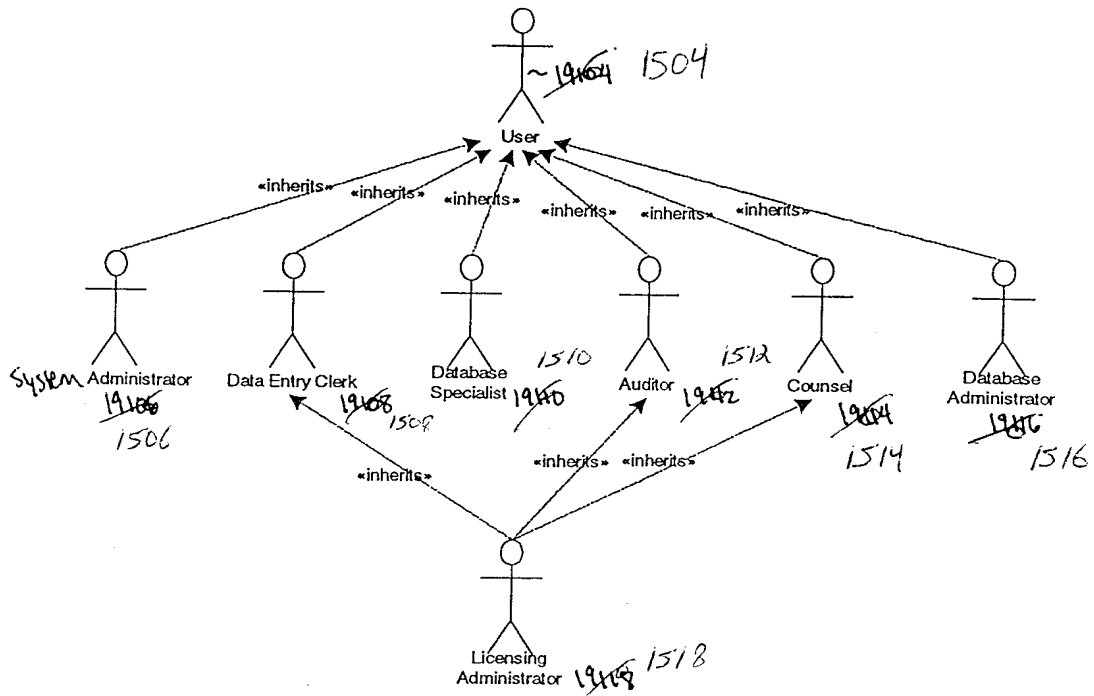 1504
User
«inherits»
«inherits»
«inherits»
«inherits»
«inherits»
«inherits»
System Administrator
1506
Data Entry Clerk
1508
Database
Specialist
1510
Auditor
1512
Counsel
1514
Database
Administrator
1516
«inherits»
«inherits»
«inherits»
Licensing
Administrator
1518